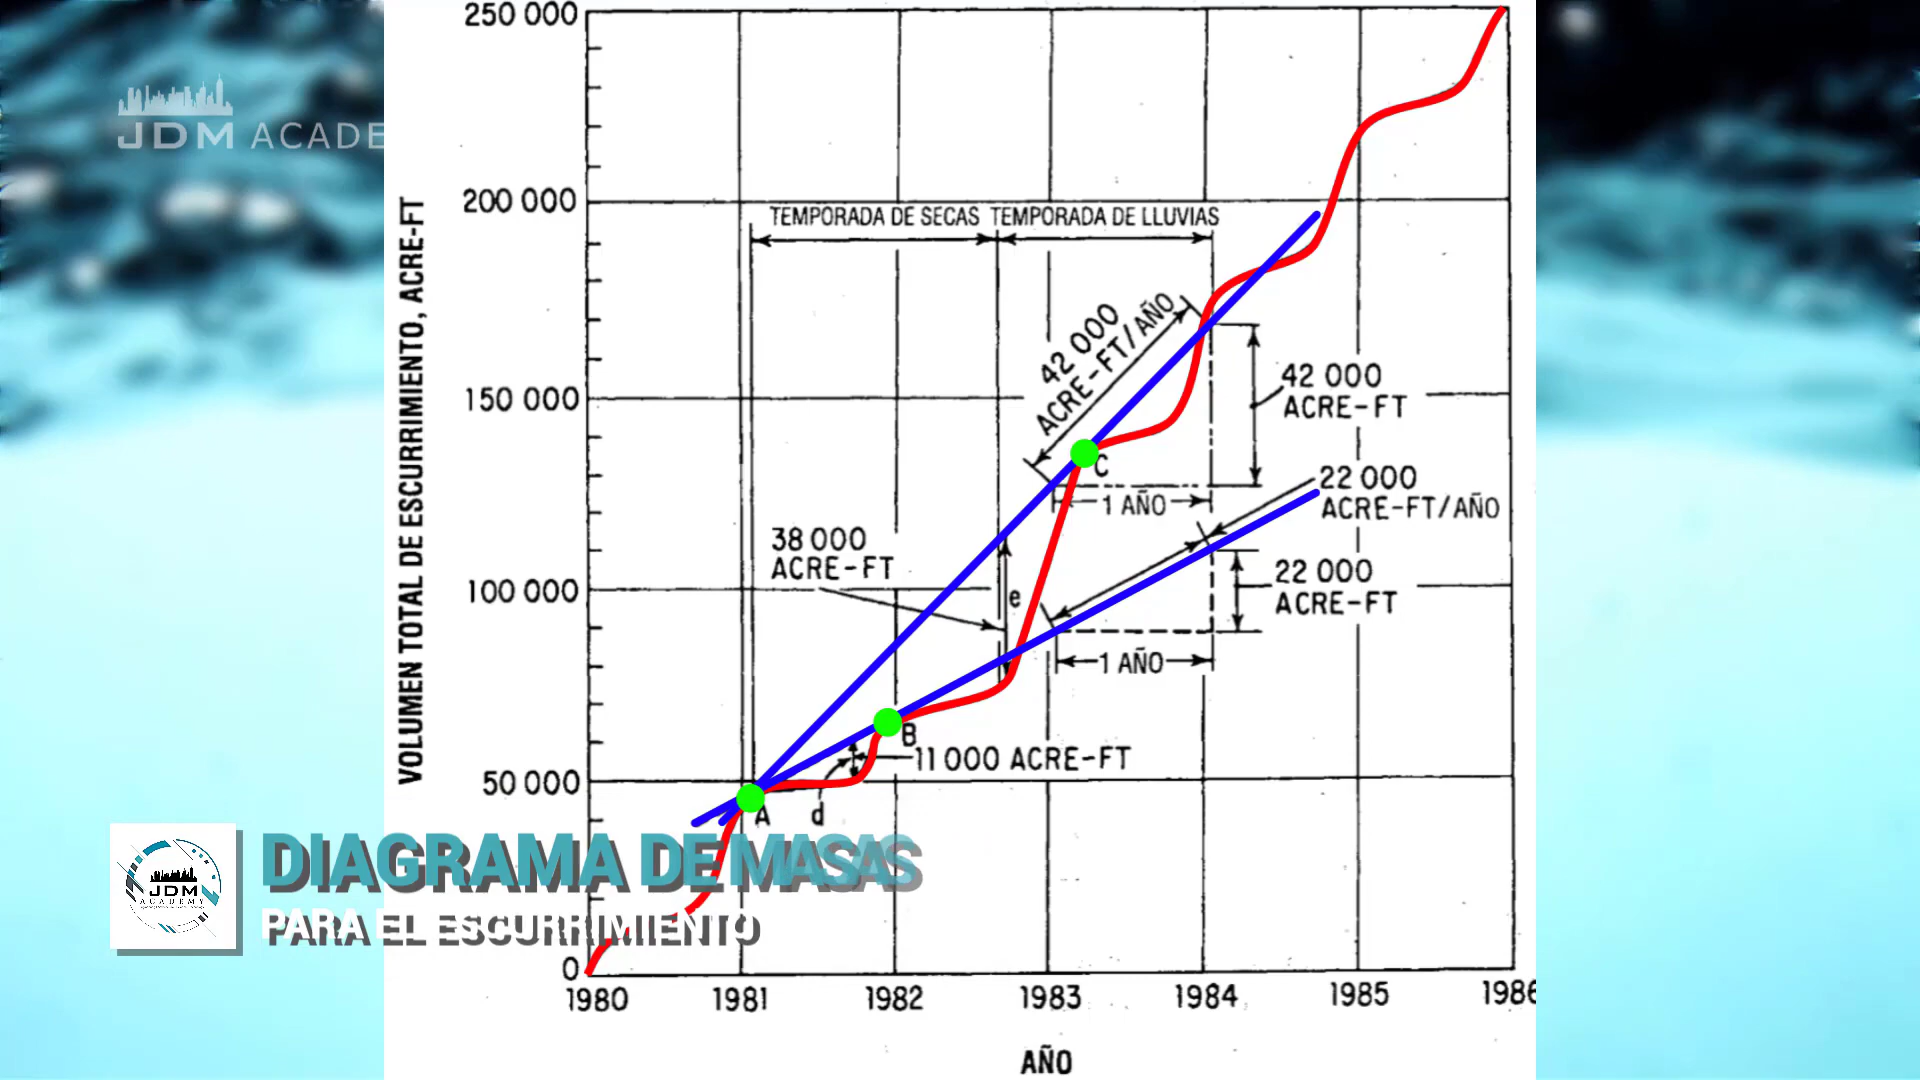 JDM ACADE
250 000
200 000
150 000
100 000
50 000
0
VOLUMEN TOTAL DE ESCURRIMIENTO, ACRE-FT
TEMPORADA DE SECAS
TEMPORADA DE LLUVIAS
42 000
ACRE-FT/AÑO
42 000
ACRE-FT
1 AÑO
22 000
ACRE-FT/AÑO
22 000
ACRE-FT
1 AÑO
38 000
ACRE-FT
e
C
B
11 000 ACRE-FT
A
d
JDM
ACADEMY
DIAGRAMA DE MASAS
PARA EL ESCURRIMIENTO
1980
1981
1982
1983
1984
1985
1986
AÑO